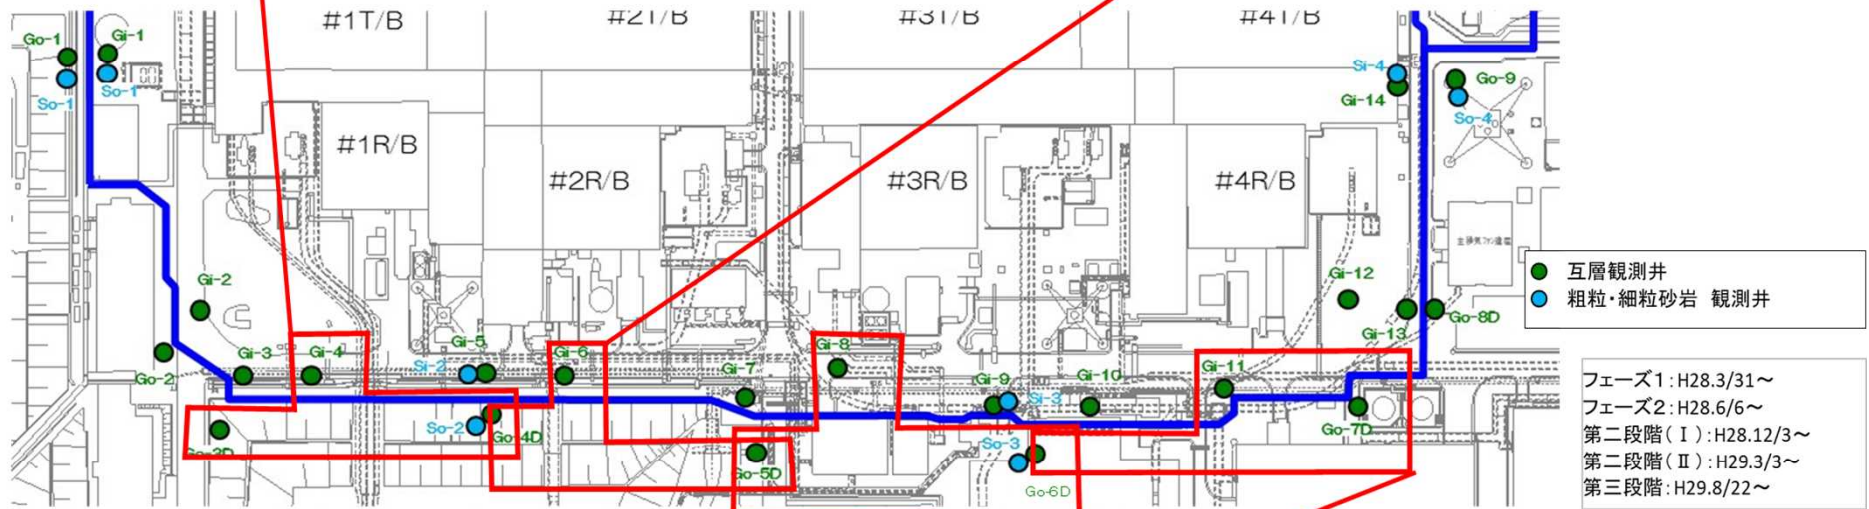 #1T/B
#2T/B
#3T/B
#4T/B
Go-1
Gi-1
So-1
So-1
Si-4
Gi-14
Go-9
So-4
#1R/B
#2R/B
#3R/B
#4R/B
Gi-2
Gi-12
Gi-13
Go-8D
Go-2
Gi-3
Gi-4
Si-2
Gi-5
Gi-6
Gi-7
Gi-8
Gi-9
Si-3
Gi-10
Gi-11
Go-7D
Go-3D
So-2
Go-4D
Go-5D
So-3
Go-6D
互層観測井
粗粒・細粒砂岩 観測井
フェーズ1:H28.3/31~
フェーズ2:H28.6/6~
第二段階(Ⅰ):H28.12/3~
第二段階(Ⅱ):H29.3/3~
第三段階:H29.8/22~